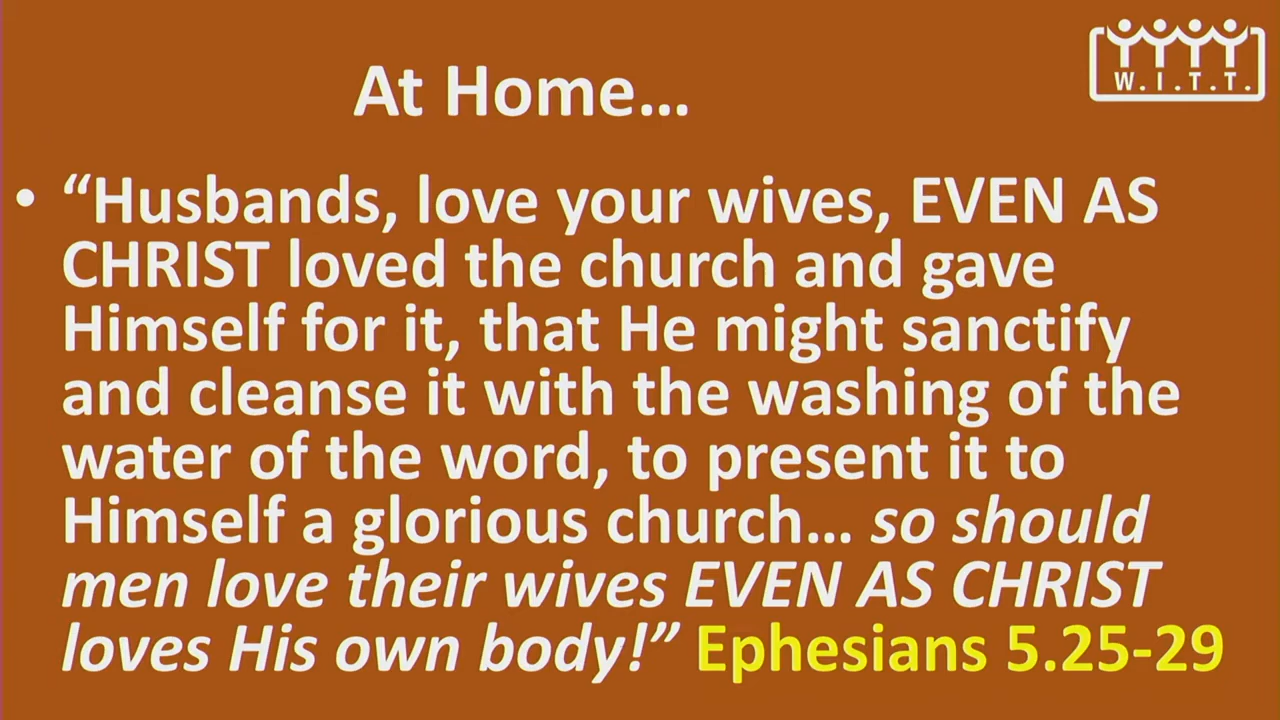 W.I.T.T.
At Home...
• “Husbands, love your wives, EVEN AS
CHRIST loved the church and gave
Himself for it, that He might sanctify
and cleanse it with the washing of the
water of the word, to present it to
Himself a glorious church... so should
men love their wives EVEN AS CHRIST
loves His own body!” Ephesians 5.25-29